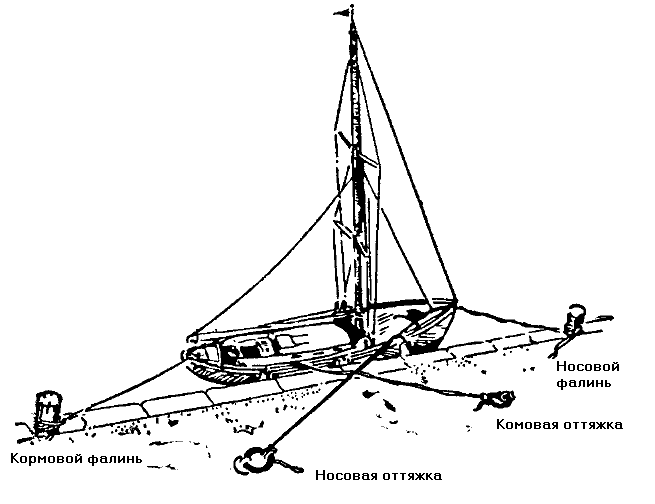 Носовой
фалинь
Комовая оттяжка
Кормовой фалинь
Носовая оттяжка